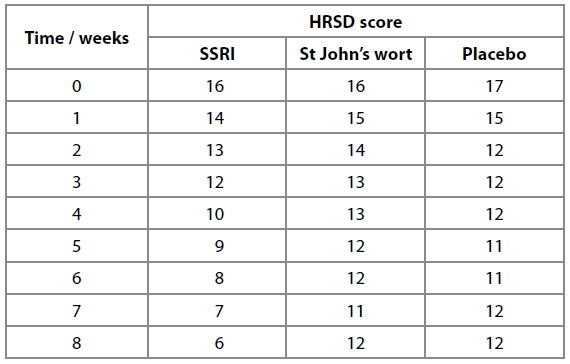 Time / weeks HRSD score
SSRI St John’s wort Placebo
0 16 16 17
1 14 15 15
2 13 14 12
3 12 13 12
4 10 13 12
5 9 12 11
6 8 12 11
7 7 11 12
8 6 12 12